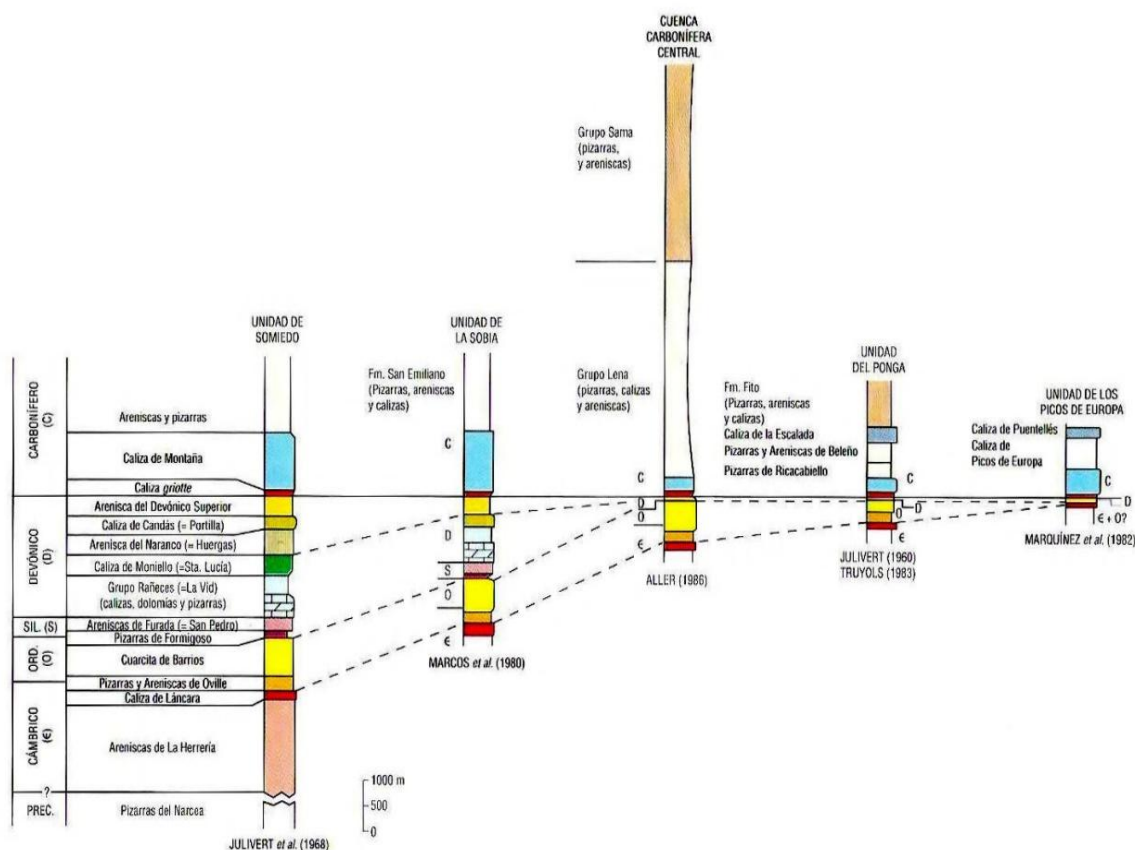 CUENCA
CARBONÍFERA
CENTRAL
Grupo Sama
(pizarras,
y areniscas)
UNIDAD DE
SOMIEDO
UNIDAD DE
LA SOBIA
Fm. San Emiliano
(Pizarras, areniscas
y calizas)
C
Grupo Lena
(pizarras, calizas
y areniscas)
C
D
O
Є
ALLER (1986)
UNIDAD
DEL PONGA
Fm. Fito
(Pizarras, areniscas
y calizas)
Caliza de la Escalada
Pizarras y Areniscas de Beleño
Pizarras de Ricacabiello
C
D
O
Є
JULIVERT (1960)
TRUYOLS (1983)
UNIDAD DE LOS
PICOS DE EUROPA
Caliza de Puentellés
Caliza de
Picos de Europa
C
D
Є + O?
MARQUÍNEZ et al. (1982)
CARBONÍFERO
(C)
Areniscas y pizarras
Caliza de Montaña
Caliza griotte
DEVÓNICO
(D)
Arenisca del Devónico Superior
Caliza de Candás (= Portilla)
Arenisca del Naranco (= Huergas)
Caliza de Moniello (=Sta. Lucía)
Grupo Rañeces (=La Vid)
(calizas, dolomías y pizarras)
SIL. (S)
Areniscas de Furada (= San Pedro)
Pizarras de Formigoso
ORD.
(O)
Cuarcita de Barrios
Pizarras y Areniscas de Oville
CÁMBRICO
(Є)
Caliza de Láncara
Areniscas de La Herrería
?
PREC.
Pizarras del Narcea
JULIVERT et al. (1968)
D
S
O
Є
MARCOS et al. (1980)
1000 m
500
0